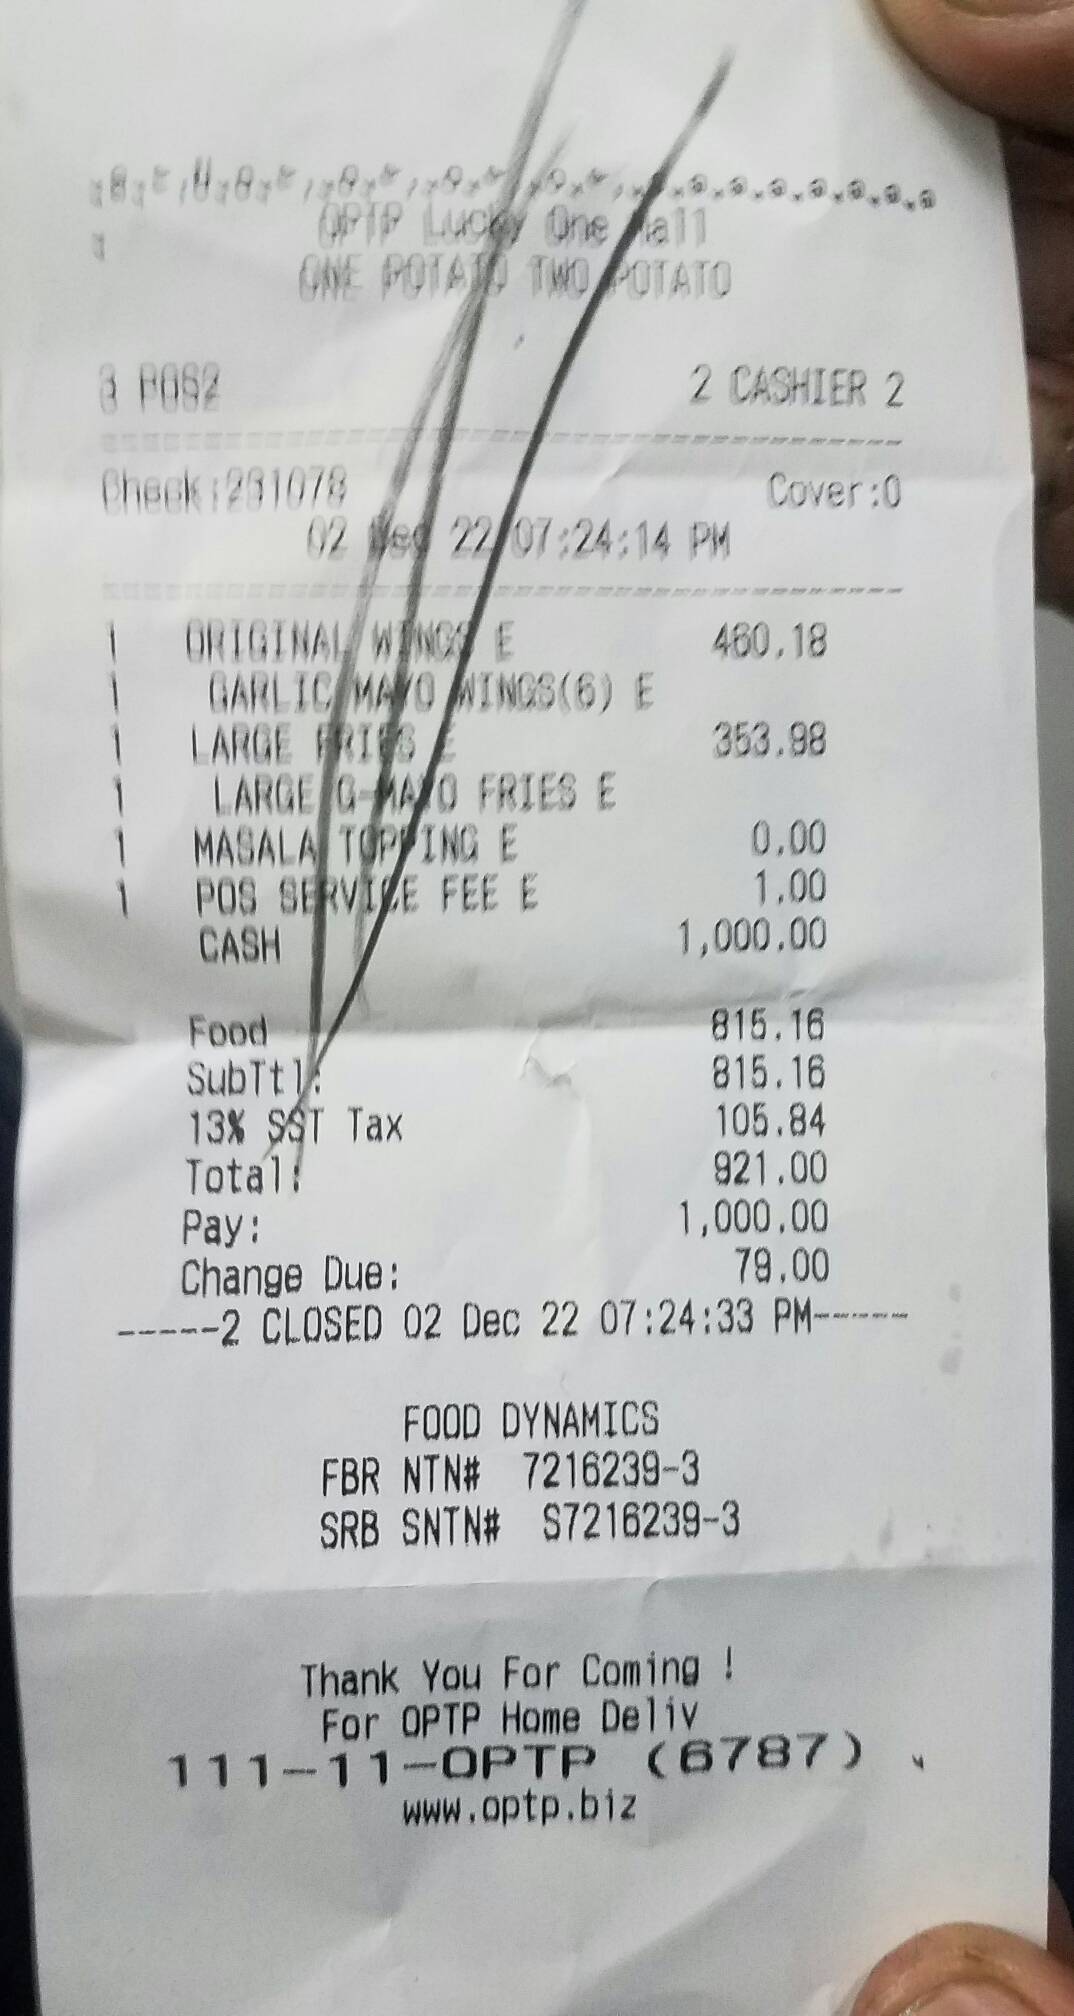 OPTP Lucky One Mall
ONE POTATO TWO POTATO
3 POS2 2 CASHIER 2
Check:231078 Cover:0
02 Dec 22 07:24:14 PM
1 ORIGINAL WINGS E 460.18
1 GARLIC MAYO WINGS(6) E
1 LARGE FRIES E 353.98
1 LARGE G-MAYO FRIES E
1 MASALA TOPPING E 0.00
1 POS SERVICE FEE E 1.00
CASH 1,000.00
Food 815.16
SubTtl: 815.16
13% SST Tax 105.84
Total: 921.00
Pay: 1,000.00
Change Due: 79.00
-----2 CLOSED 02 Dec 22 07:24:33 PM-----
FOOD DYNAMICS
FBR NTN# 7216239-3
SRB SNTN# S7216239-3
Thank You For Coming !
For OPTP Home Deliv
111-11-OPTP (6787)
www.optp.biz